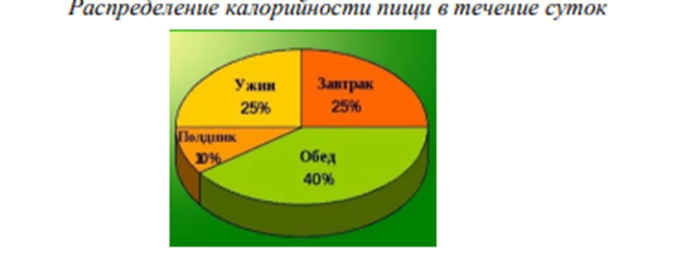 Распределение калорийности пищи в течение суток
Ужин
25%
Завтрак
25%
Полдник
10%
Обед
40%